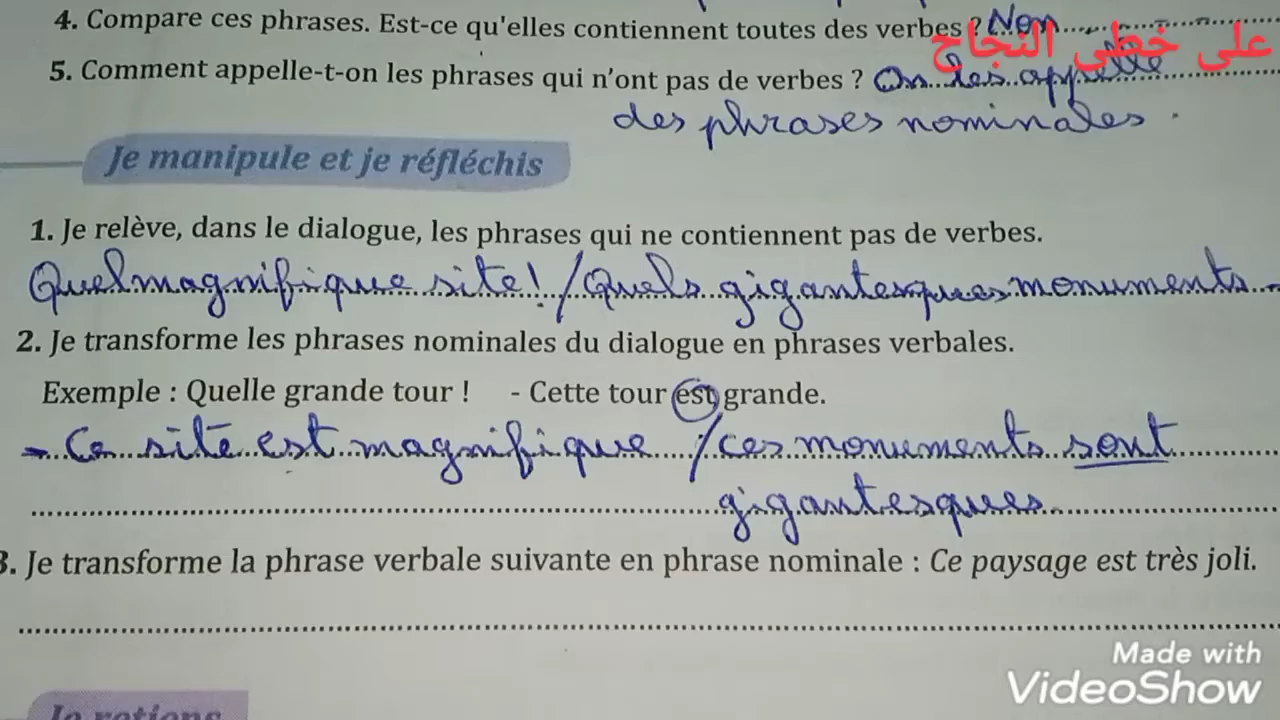 4. Compare ces phrases. Est-ce qu'elles contiennent toutes des verbes ? Non
على خطى النجاح
5. Comment appelle-t-on les phrases qui n'ont pas de verbes ? On les appelle
des phrases nominales.
Je manipule et je réfléchis
1. Je relève, dans le dialogue, les phrases qui ne contiennent pas de verbes.
Quel magnifique site! / Quels gigantesques monuments
2. Je transforme les phrases nominales du dialogue en phrases verbales.
Exemple : Quelle grande tour ! - Cette tour est grande.
- Ce site est magnifique / ces monuments sont
gigantesques.
3. Je transforme la phrase verbale suivante en phrase nominale : Ce paysage est très joli.
Made with
VideoShow